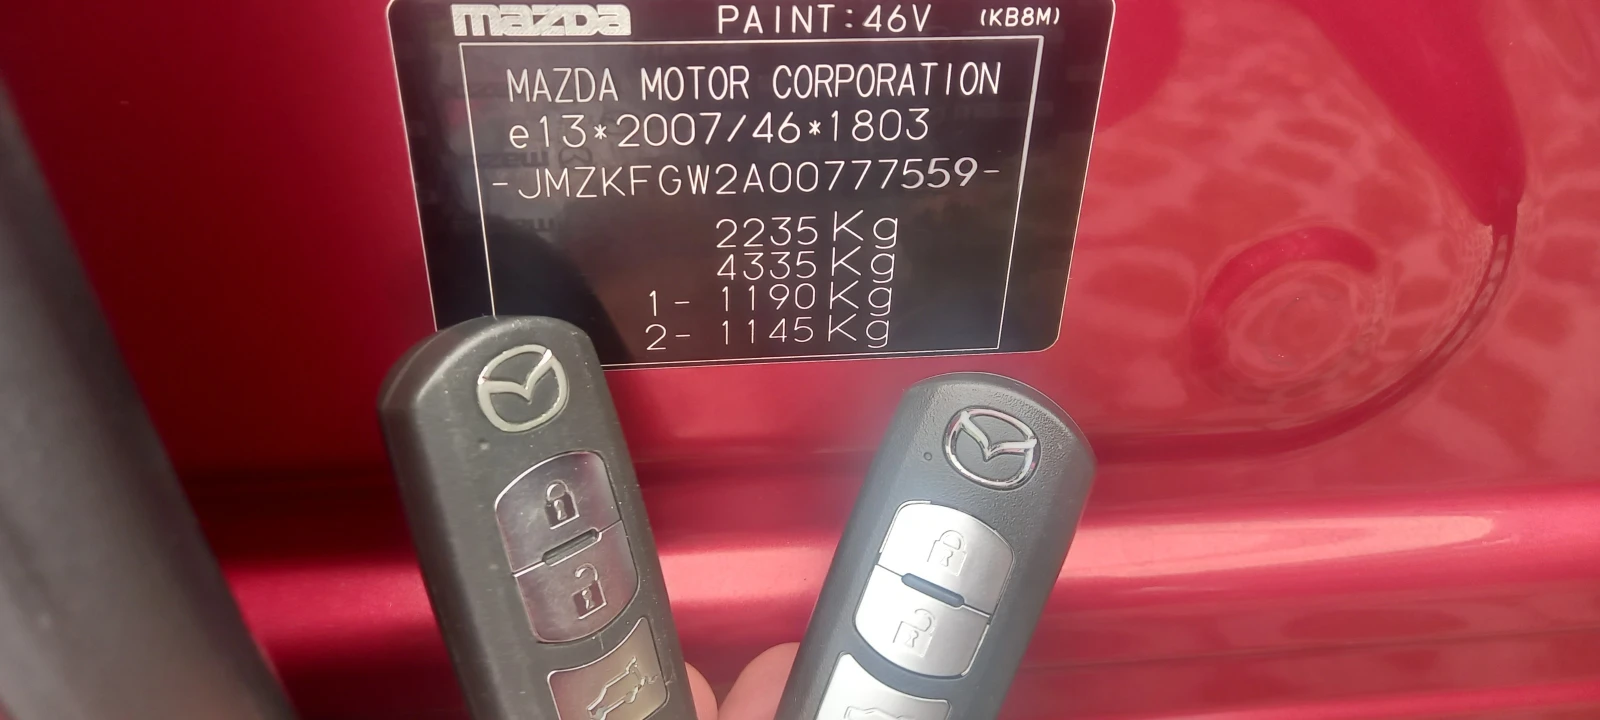 mazda PAINT:46V (KB8M)
MAZDA MOTOR CORPORATION
e13*2007/46*1803
-JMZKFGW2A00777559-
2235Kg
4335Kg
1- 1190Kg
2- 1145Kg